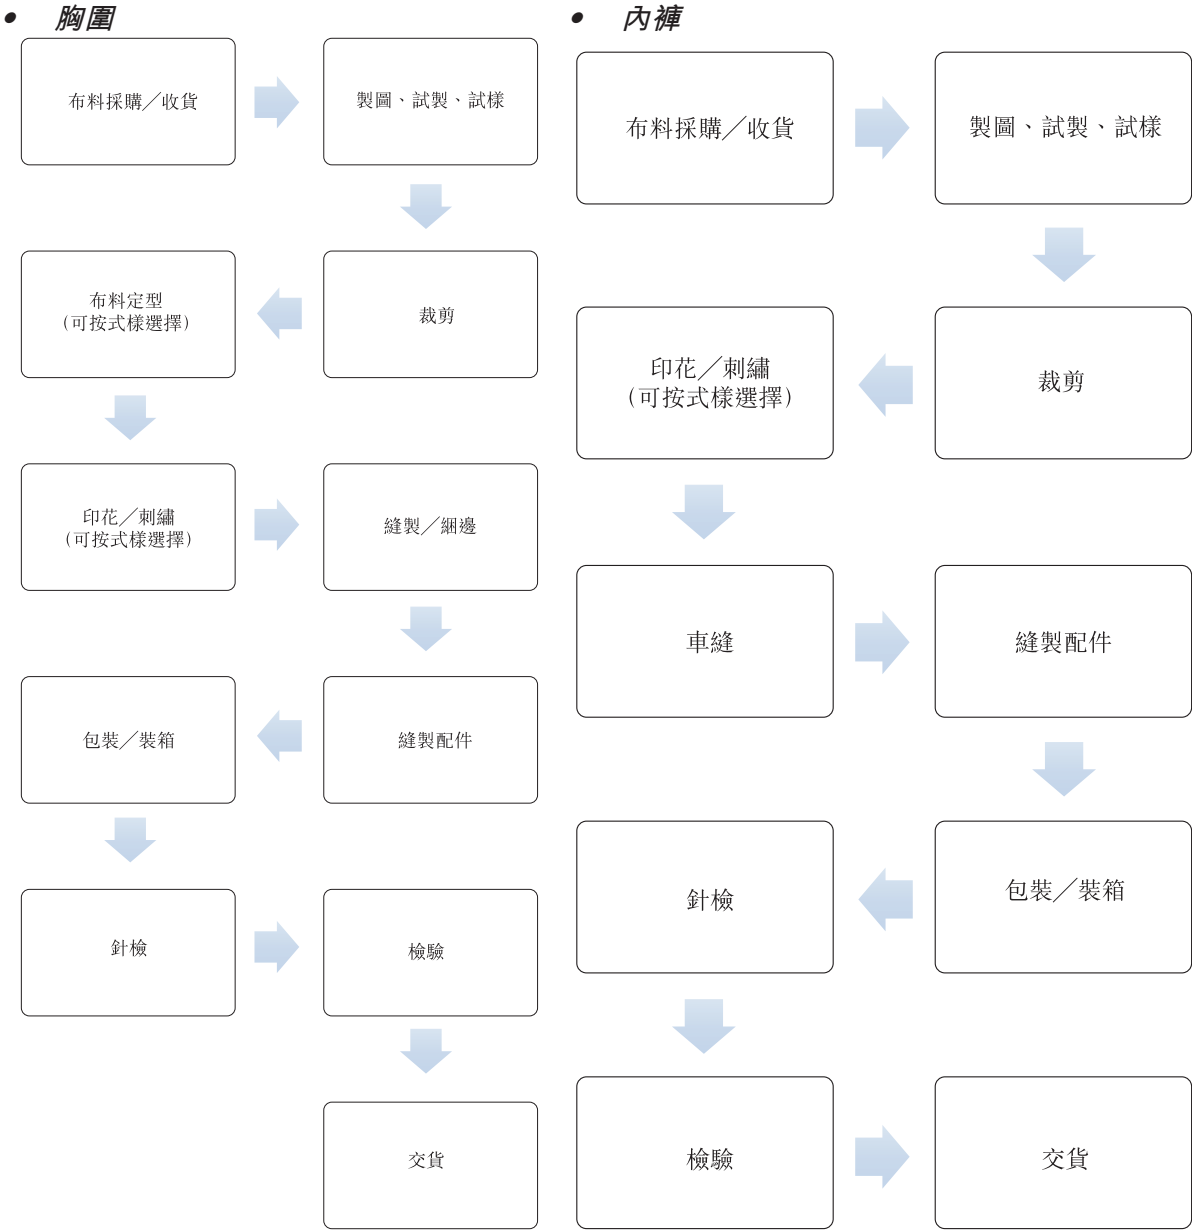 • 胸圍
布料採購／收貨
製圖、試製、試樣
裁剪
布料定型
（可按式樣選擇）
印花／刺繡
（可按式樣選擇）
縫製／綑邊
縫製配件
包裝／裝箱
針檢
檢驗
交貨
• 內褲
布料採購／收貨
製圖、試製、試樣
裁剪
印花／刺繡
（可按式樣選擇）
車縫
縫製配件
包裝／裝箱
針檢
檢驗
交貨